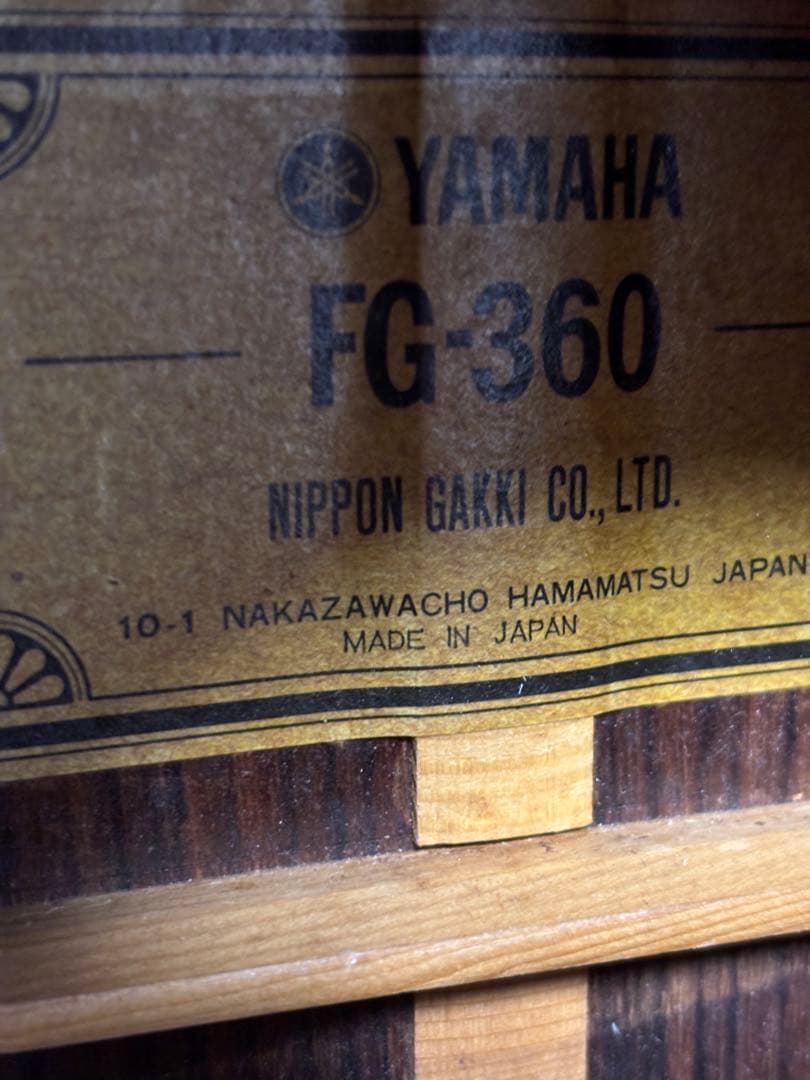 YAMAHA
FG-360
NIPPON GAKKI CO., LTD.
10-1 NAKAZAWACHO HAMAMATSU JAPAN
MADE IN JAPAN